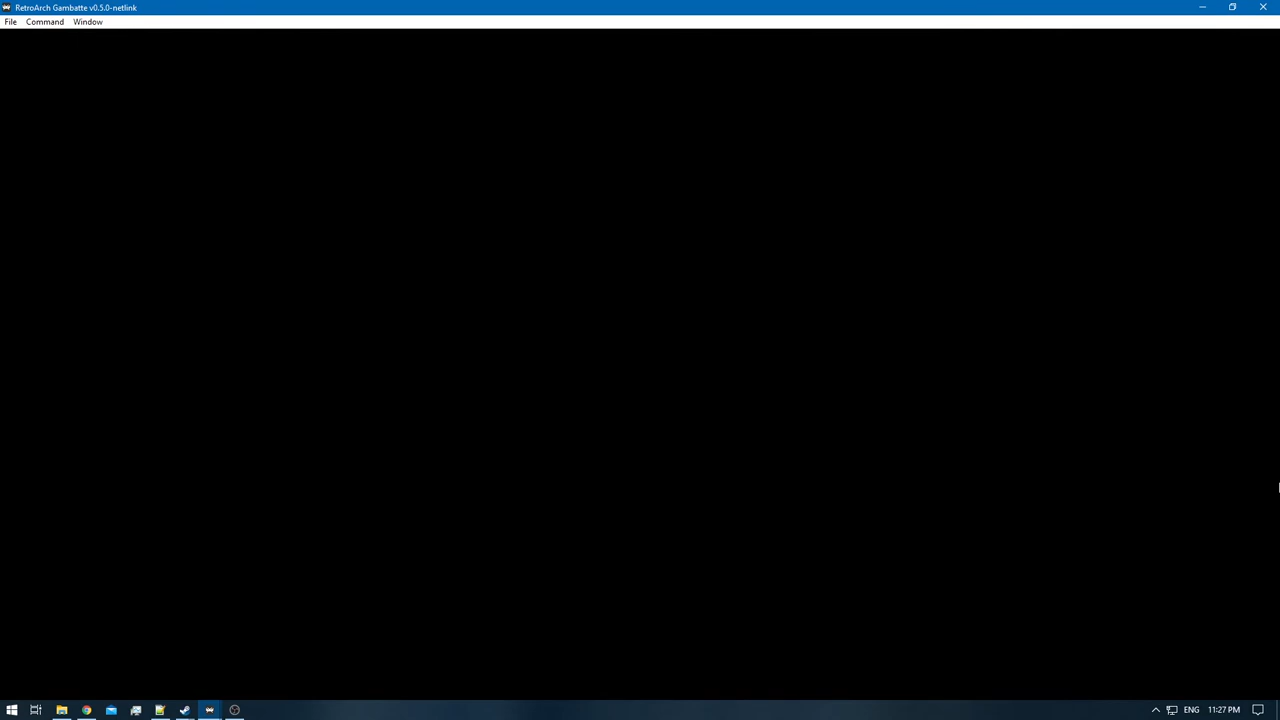 RetroArch Gambatte v0.5.0-netlink
File Command Window
ENG 11:27 PM